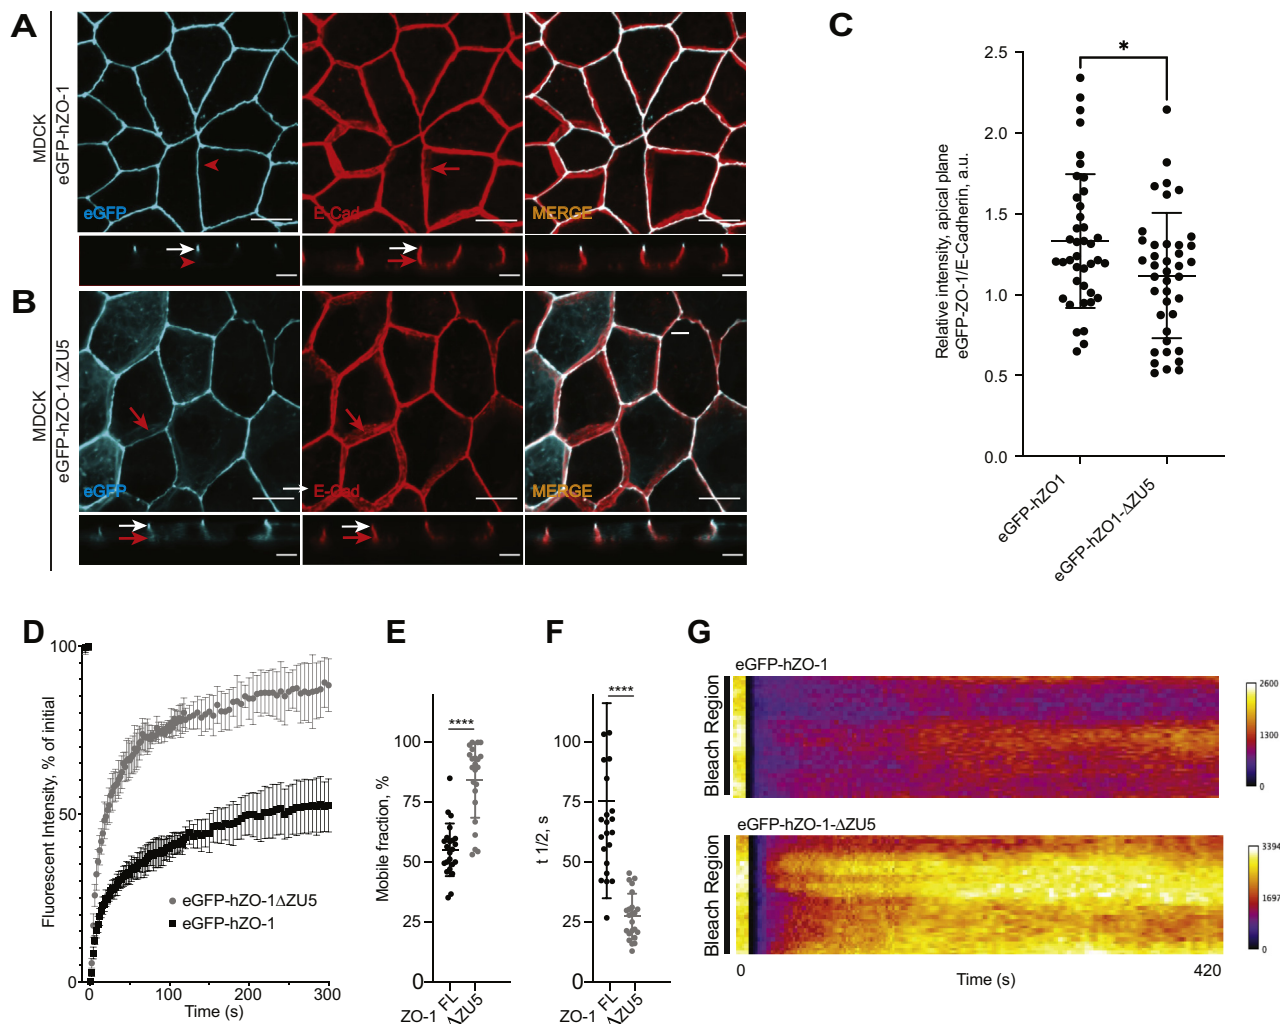 A
MDCK
eGFP-hZO-1
eGFP
E-Cad
MERGE
B
MDCK
eGFP-hZO-1ΔZU5
eGFP
E-Cad
MERGE
C
Relative intensity, apical plane
eGFP-ZO-1/E-Cadherin, a.u.
2.5
2.0
1.5
1.0
0.5
0.0
*
eGFP-hZO1
eGFP-hZO1-ΔZU5
D
Fluorescent Intensity, % of initial
100
50
0
eGFP-hZO-1ΔZU5
eGFP-hZO-1
0
100
200
300
Time (s)
E
Mobile fraction, %
100
75
50
25
0
****
ZO-1 FL ΔZU5
F
t 1/2, s
100
75
50
25
0
****
ZO-1 FL ΔZU5
G
eGFP-hZO-1
Bleach Region
2600
1300
0
eGFP-hZO-1-ΔZU5
Bleach Region
3394
1697
0
0
Time (s)
420